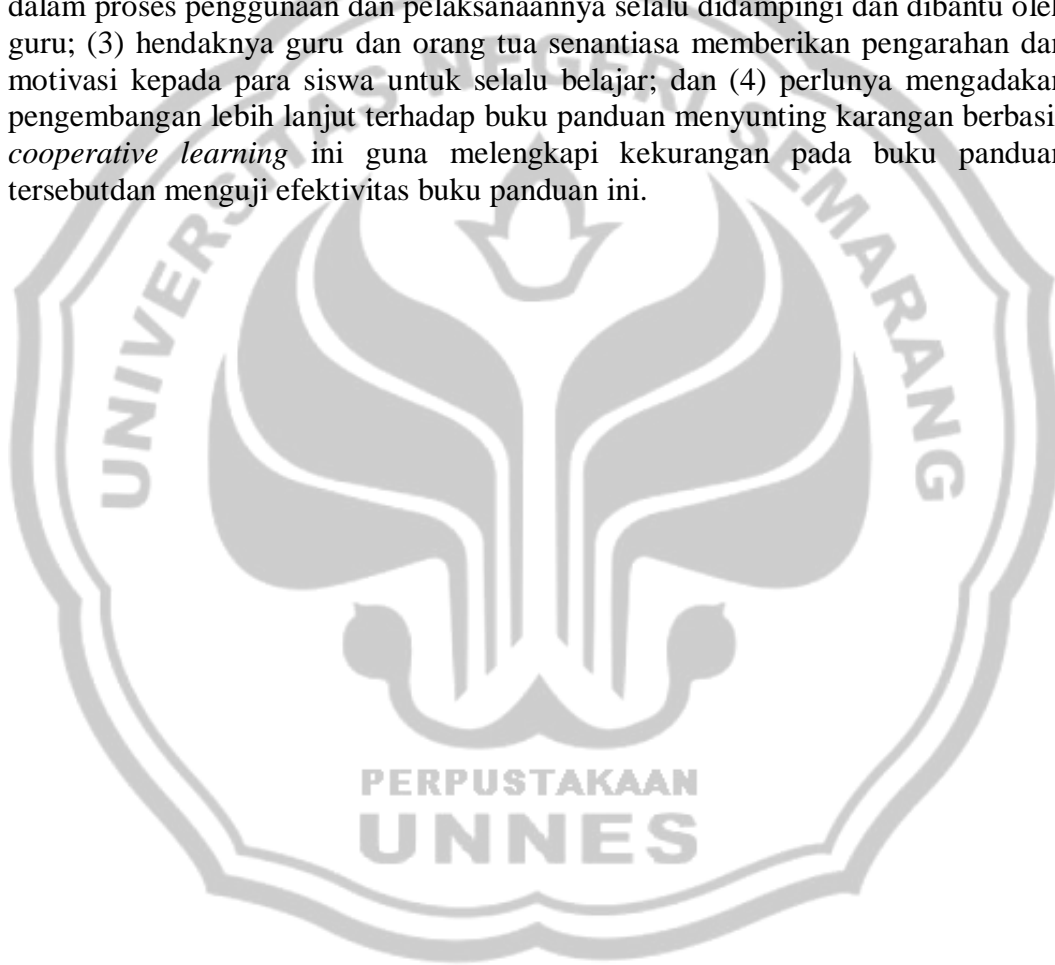 dalam proses penggunaan dan pelaksanaannya selalu didampingi dan dibantu oleh
guru; (3) hendaknya guru dan orang tua senantiasa memberikan pengarahan dan
motivasi kepada para siswa untuk selalu belajar; dan (4) perlunya mengadakan
pengembangan lebih lanjut terhadap buku panduan menyunting karangan berbasis
cooperative learning ini guna melengkapi kekurangan pada buku panduan
tersebutdan menguji efektivitas buku panduan ini.
UNIVERSITAS NEGERI SEMARANG
PERPUSTAKAAN
UNNES